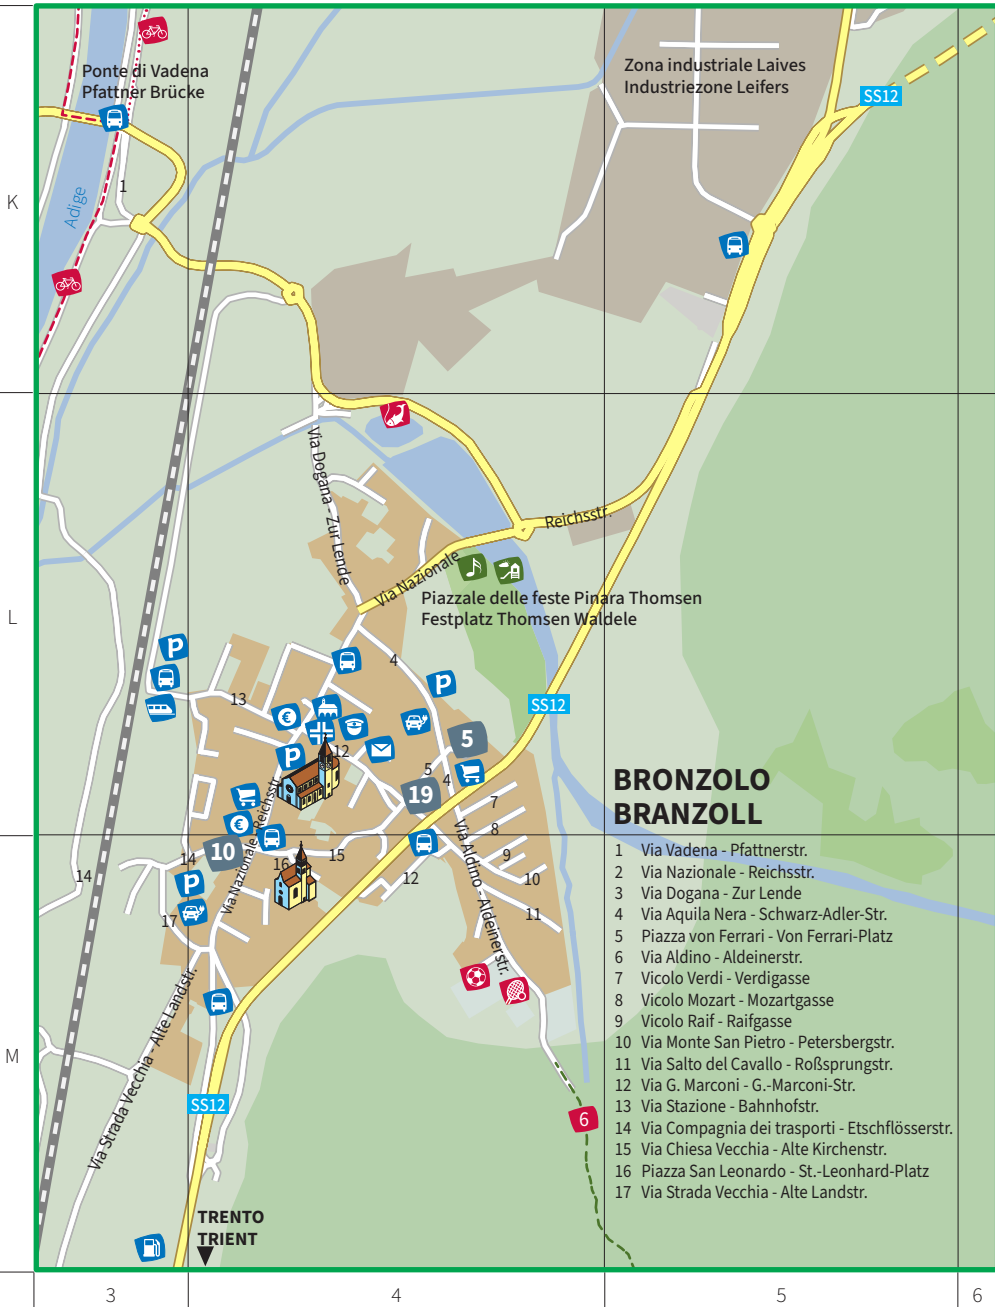 Ponte di Vadena
Pfattner Brücke
Zona industriale Laives
Industriezone Leifers
SS12
K
1
Adige
Via Dogana - Zur Lende
Reichsstr.
Via Nazionale
Piazzale delle feste Pinara Thomsen
Festplatz Thomsen Waldele
L
P
4
P
13
SS12
€
5
P
12
5
4
19
7
€
8
Via Nazionale - Reichsstr.
Via Aldino - Aldeinerstr.
10
14
16
15
9
14
P
12
10
17
11
BRONZOLO
BRANZOLL
1 Via Vadena - Pfattnerstr.
2 Via Nazionale - Reichsstr.
3 Via Dogana - Zur Lende
4 Via Aquila Nera - Schwarz-Adler-Str.
5 Piazza von Ferrari - Von Ferrari-Platz
6 Via Aldino - Aldeinerstr.
7 Vicolo Verdi - Verdigasse
8 Vicolo Mozart - Mozartgasse
9 Vicolo Raif - Raifgasse
10 Via Monte San Pietro - Petersbergstr.
11 Via Salto del Cavallo - Roßsprungstr.
12 Via G. Marconi - G.-Marconi-Str.
13 Via Stazione - Bahnhofstr.
14 Via Compagnia dei trasporti - Etschflösserstr.
15 Via Chiesa Vecchia - Alte Kirchenstr.
16 Piazza San Leonardo - St.-Leonhard-Platz
17 Via Strada Vecchia - Alte Landstr.
M
Via Strada Vecchia - Alte Landstr.
SS12
6
TRENTO
TRIENT
3
4
5
6